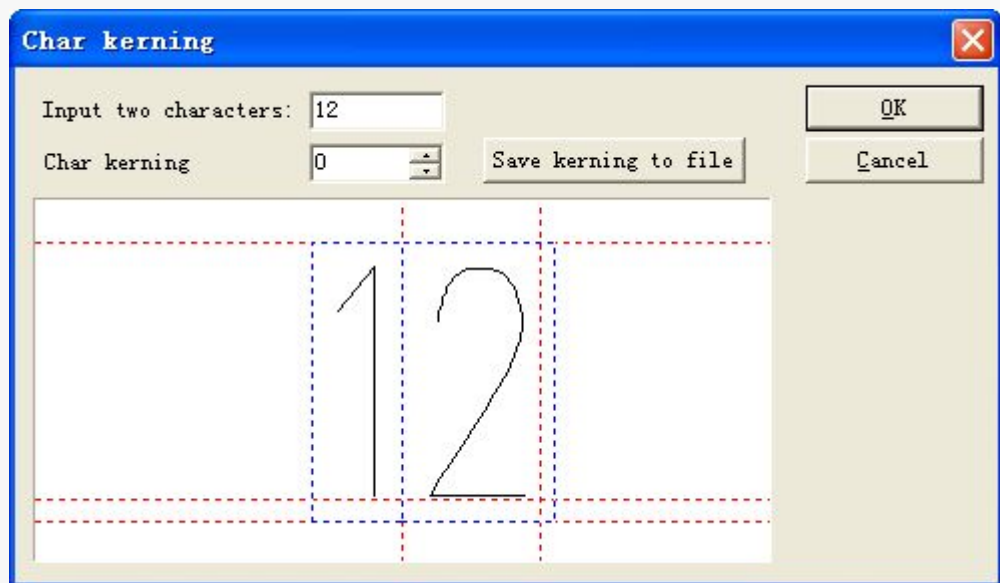 Char kerning
Input two characters: 12
OK
Char kerning 0 Save kerning to file
Cancel
12